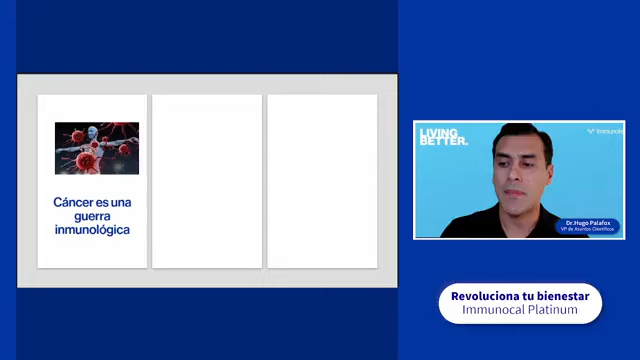 Cáncer es una
guerra
inmunológica
LIVING
BETTER.
Immunolo
Dr.Hugo Palafox
VP de Asuntos Científicos
Revoluciona tu bienestar
Immunocal Platinum